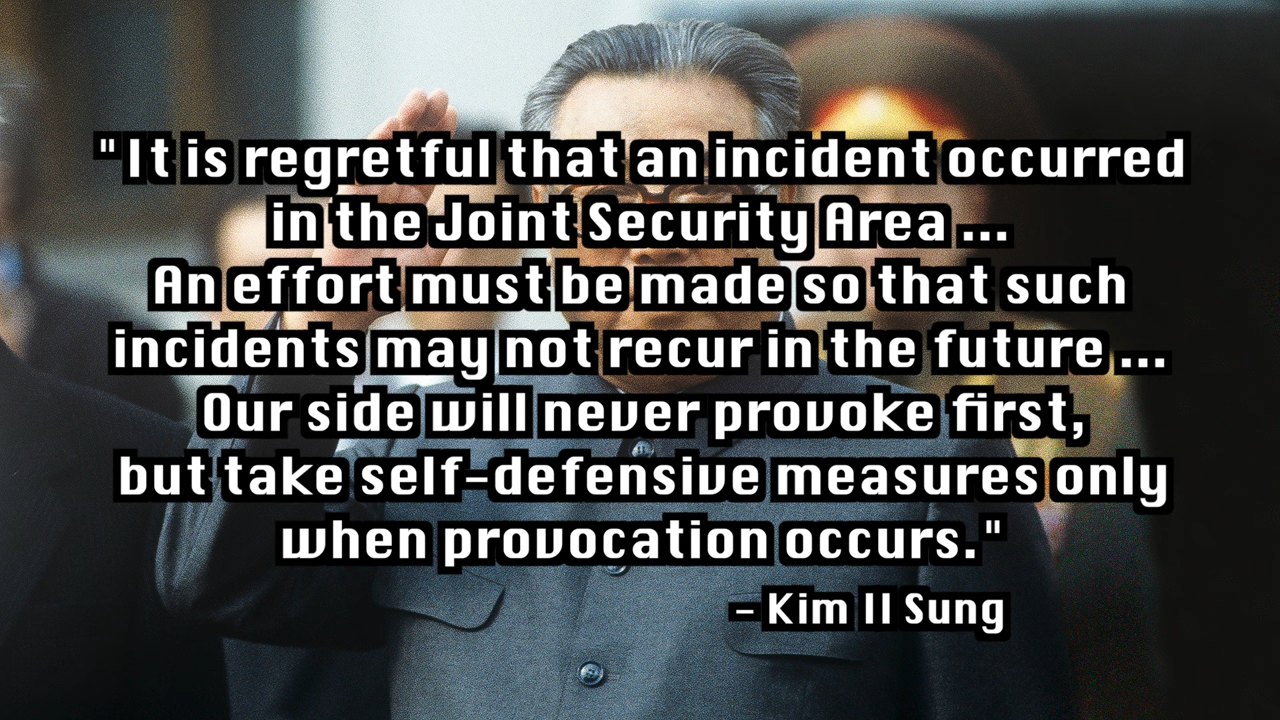 "It is regretful that an incident occurred
in the Joint Security Area ...
An effort must be made so that such
incidents may not recur in the future ...
Our side will never provoke first,
but take self-defensive measures only
when provocation occurs."
- Kim Il Sung